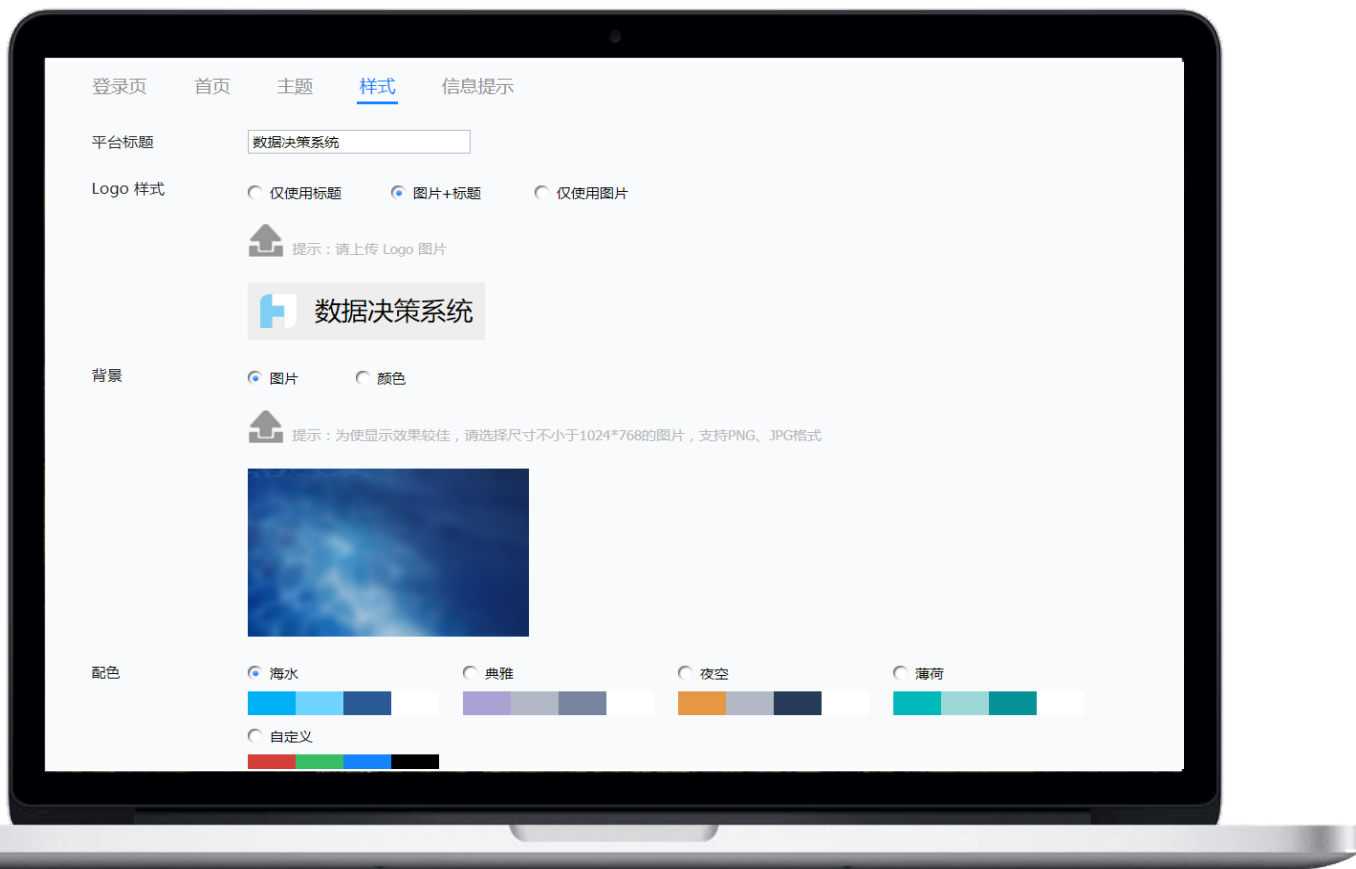 登录页 首页 主题 样式 信息提示
平台标题 数据决策系统
Logo 样式 仅使用标题 图片+标题 仅使用图片
提示：请上传 Logo 图片
数据决策系统
背景 图片 颜色
提示：为使显示效果较佳，请选择尺寸不小于1024*768的图片，支持PNG、JPG格式
配色 海水 典雅 夜空 薄荷
自定义